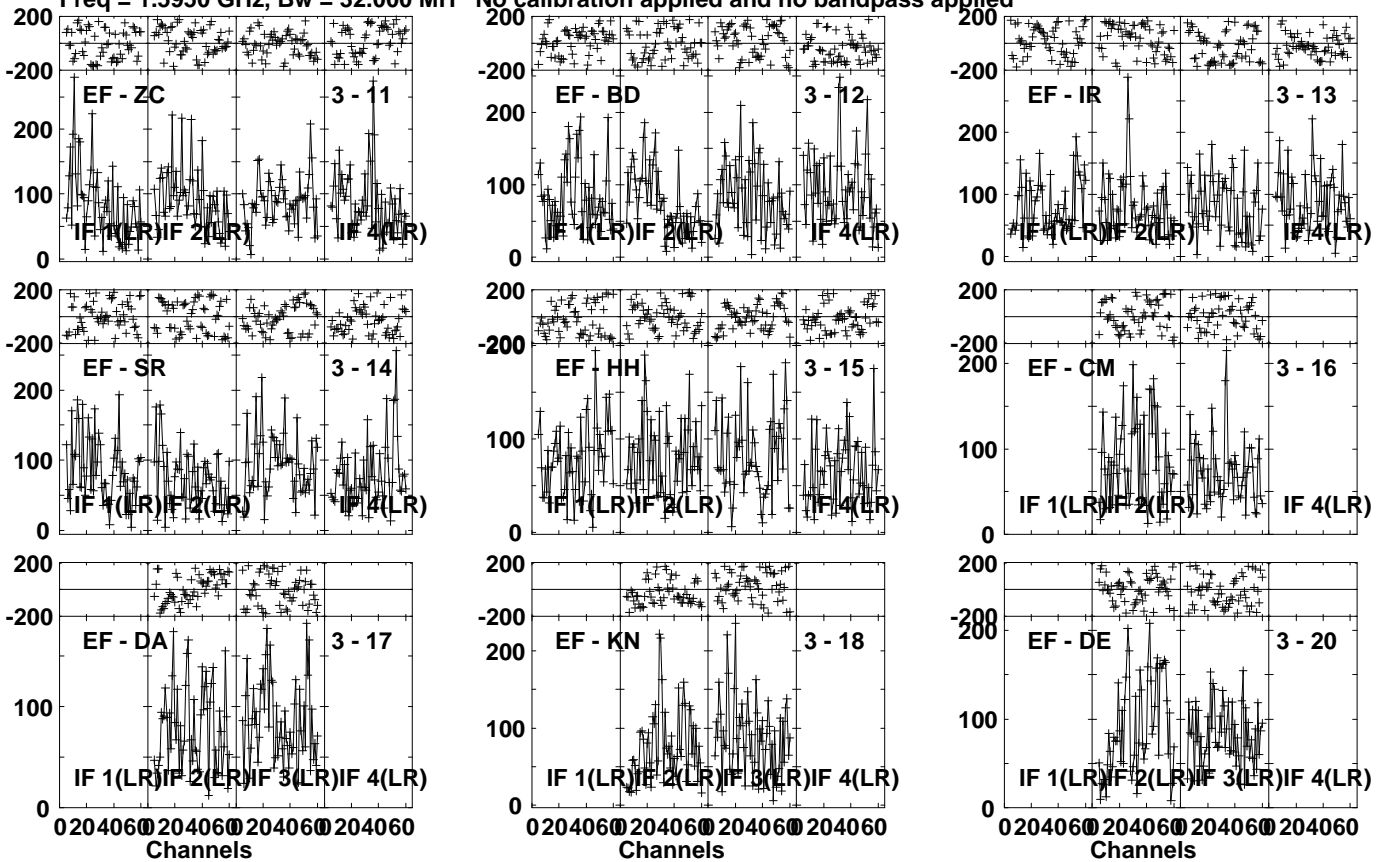 Freq = 1.5950 GHz, Bw = 32.000 MH No calibration applied and no bandpass applied
200
-200
EF - ZC
3 - 11
200
100
0
IF 1(LR)
IF 2(LR)
IF 4(LR)
200
-200
EF - BD
3 - 12
200
100
0
IF 1(LR)
IF 2(LR)
IF 4(LR)
200
-200
EF - IR
3 - 13
200
100
0
IF 1(LR)
IF 2(LR)
IF 4(LR)
200
-200
EF - SR
3 - 14
200
100
0
IF 1(LR)
IF 2(LR)
IF 4(LR)
200
-200
200
EF - HH
3 - 15
100
0
IF 1(LR)
IF 2(LR)
IF 4(LR)
200
-200
EF - CM
3 - 16
200
100
0
IF 1(LR)
IF 2(LR)
IF 4(LR)
200
-200
EF - DA
3 - 17
100
0
IF 1(LR)
IF 2(LR)
IF 3(LR)
IF 4(LR)
0 20 40 60 0 20 40 60 0 20 40 60 0 20 40 60
Channels
200
-200
EF - KN
3 - 18
200
100
0
IF 1(LR)
IF 2(LR)
IF 3(LR)
IF 4(LR)
0 20 40 60 0 20 40 60 0 20 40 60 0 20 40 60
Channels
200
-200
200
EF - DE
3 - 20
100
0
IF 1(LR)
IF 2(LR)
IF 3(LR)
IF 4(LR)
0 20 40 60 0 20 40 60 0 20 40 60 0 20 40 60
Channels